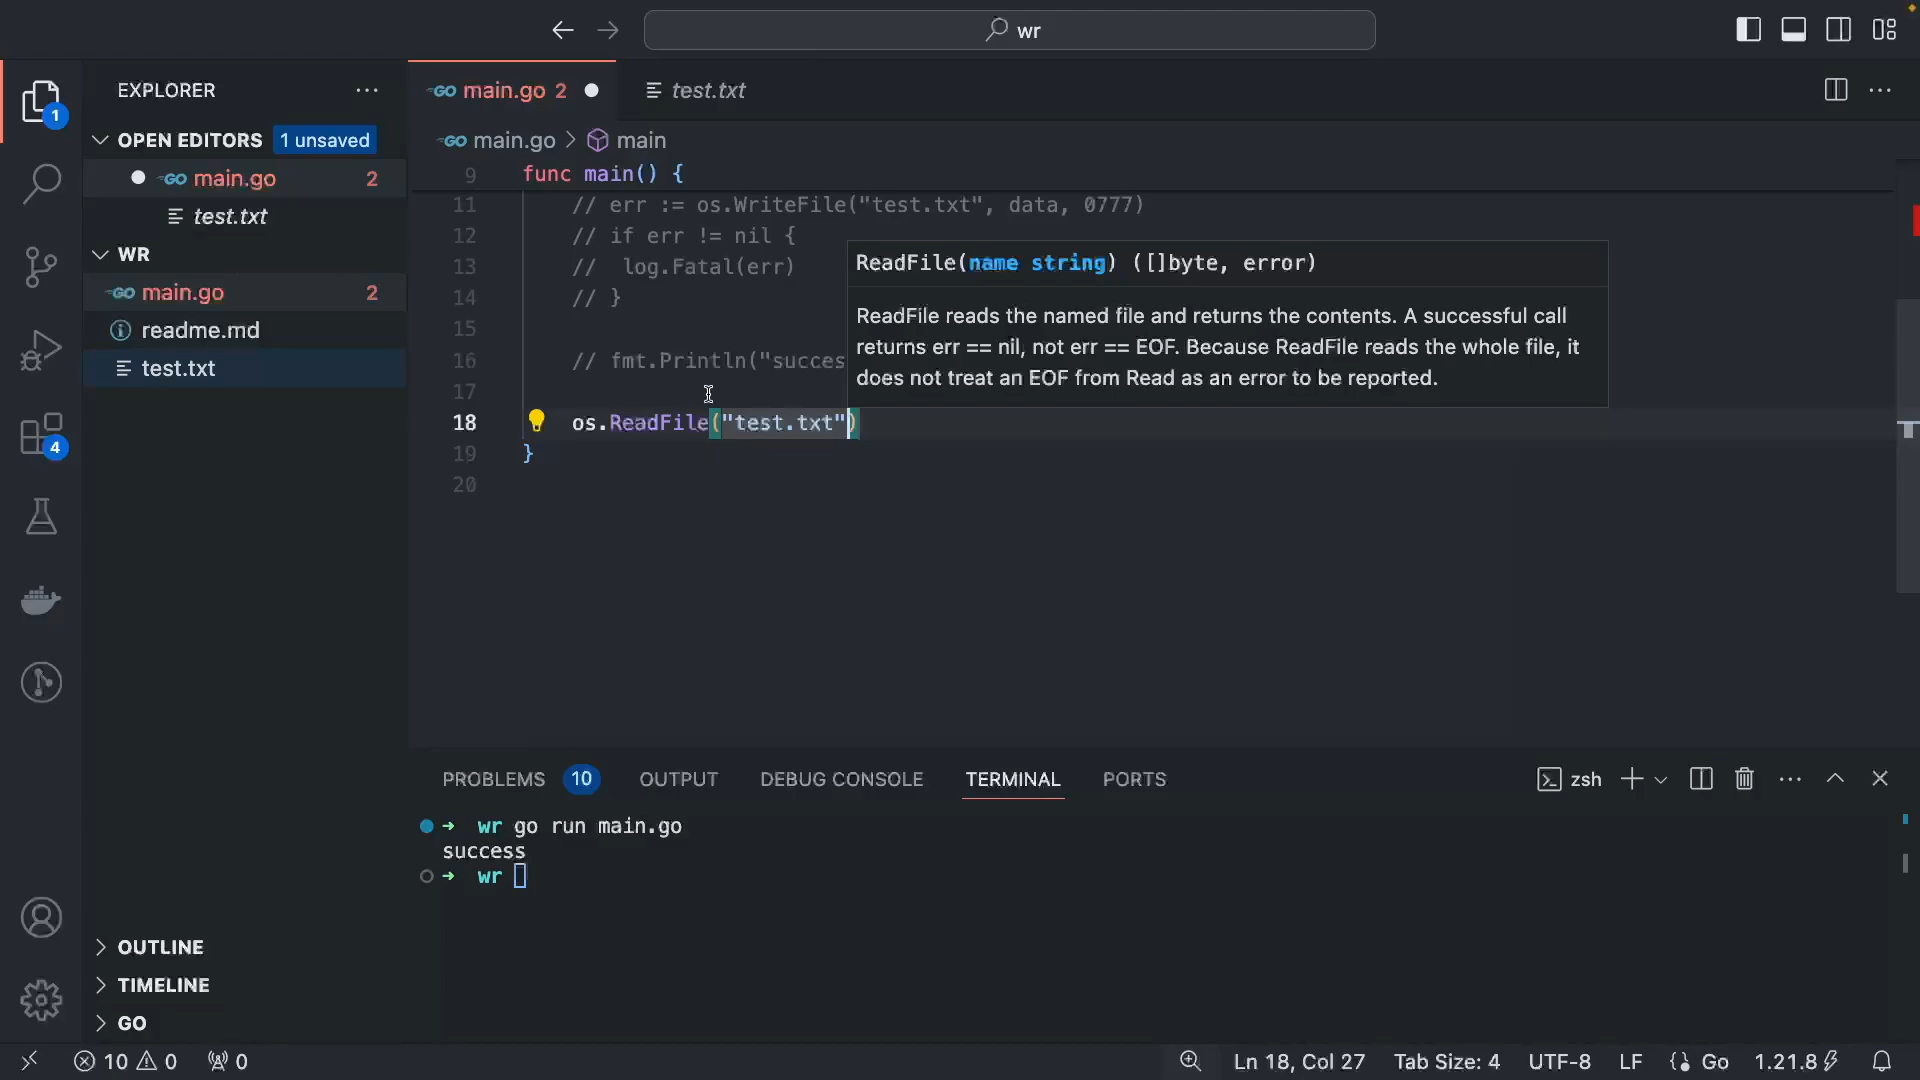 wr
EXPLORER
main.go 2
test.txt
1
OPEN EDITORS 1 unsaved
main.go 2
test.txt
WR
main.go 2
readme.md
test.txt
4
OUTLINE
TIMELINE
GO
main.go > main
9 func main() {
11 // err := os.WriteFile("test.txt", data, 0777)
12 // if err != nil {
13 // log.Fatal(err)
14 // }
15
16 // fmt.Println("succes
17
18 os.ReadFile("test.txt")
19 }
20
ReadFile(name string) ([]byte, error)
ReadFile reads the named file and returns the contents. A successful call
returns err == nil, not err == EOF. Because ReadFile reads the whole file, it
does not treat an EOF from Read as an error to be reported.
PROBLEMS 10 OUTPUT DEBUG CONSOLE TERMINAL PORTS
zsh
→ wr go run main.go
success
→ wr
10 0 0
Ln 18, Col 27 Tab Size: 4 UTF-8 LF Go 1.21.8